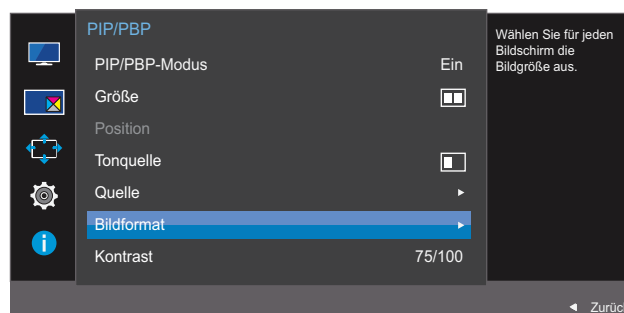 PIP/PBP
PIP/PBP-Modus Ein
Größe
Position
Tonquelle
Quelle
Bildformat
Kontrast 75/100
Wählen Sie für jeden
Bildschirm die
Bildgröße aus.
Zurück